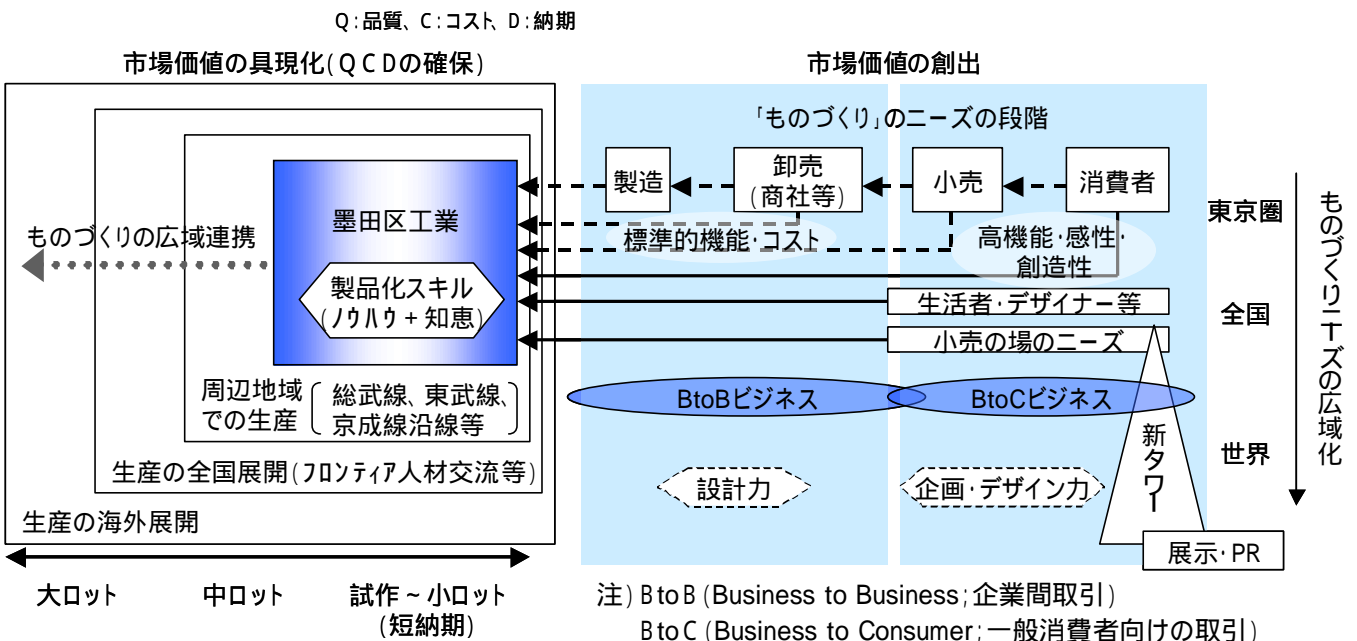 Q:品質、C:コスト、D:納期
市場価値の具現化(QCDの確保)
市場価値の創出
「ものづくり」のニーズの段階
製造
卸売
(商社等)
小売
消費者
東京圏
墨田区工業
ものづくりの広域連携
標準的機能・コスト
高機能・感性・
創造性
製品化スキル
(ノウハウ+知恵)
生活者・デザイナー等
全国
小売の場のニーズ
周辺地域
での生産
総武線、東武線、
京成線沿線等
BtoBビジネス
BtoCビジネス
新タワー
世界
ものづくりニーズの広域化
生産の全国展開(フロンティア人材交流等)
設計力
企画・デザイン力
生産の海外展開
展示・PR
大ロット
中ロット
試作~小ロット
(短納期)
注)BtoB(Business to Business;企業間取引)
BtoC(Business to Consumer;一般消費者向けの取引)